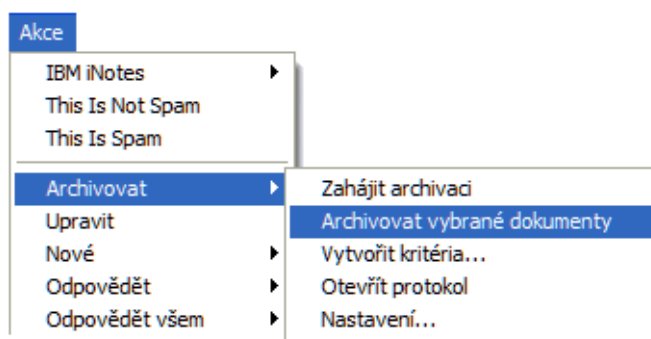 Akce
IBM iNotes
This Is Not Spam
This Is Spam
Archivovat
Upravit
Nové
Odpovědět
Odpovědět všem
Zahájit archivaci
Archivovat vybrané dokumenty
Vytvořit kritéria...
Otevřít protokol
Nastavení...